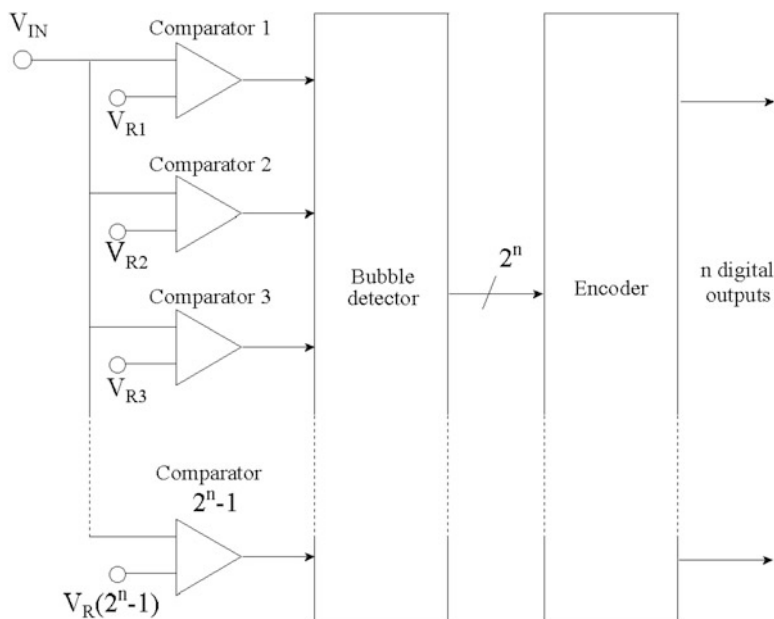 V_IN
Comparator 1
V_R1
Comparator 2
V_R2
Comparator 3
V_R3
Comparator
2^n-1
V_R(2^n-1)
Bubble
detector
2^n
Encoder
n digital
outputs